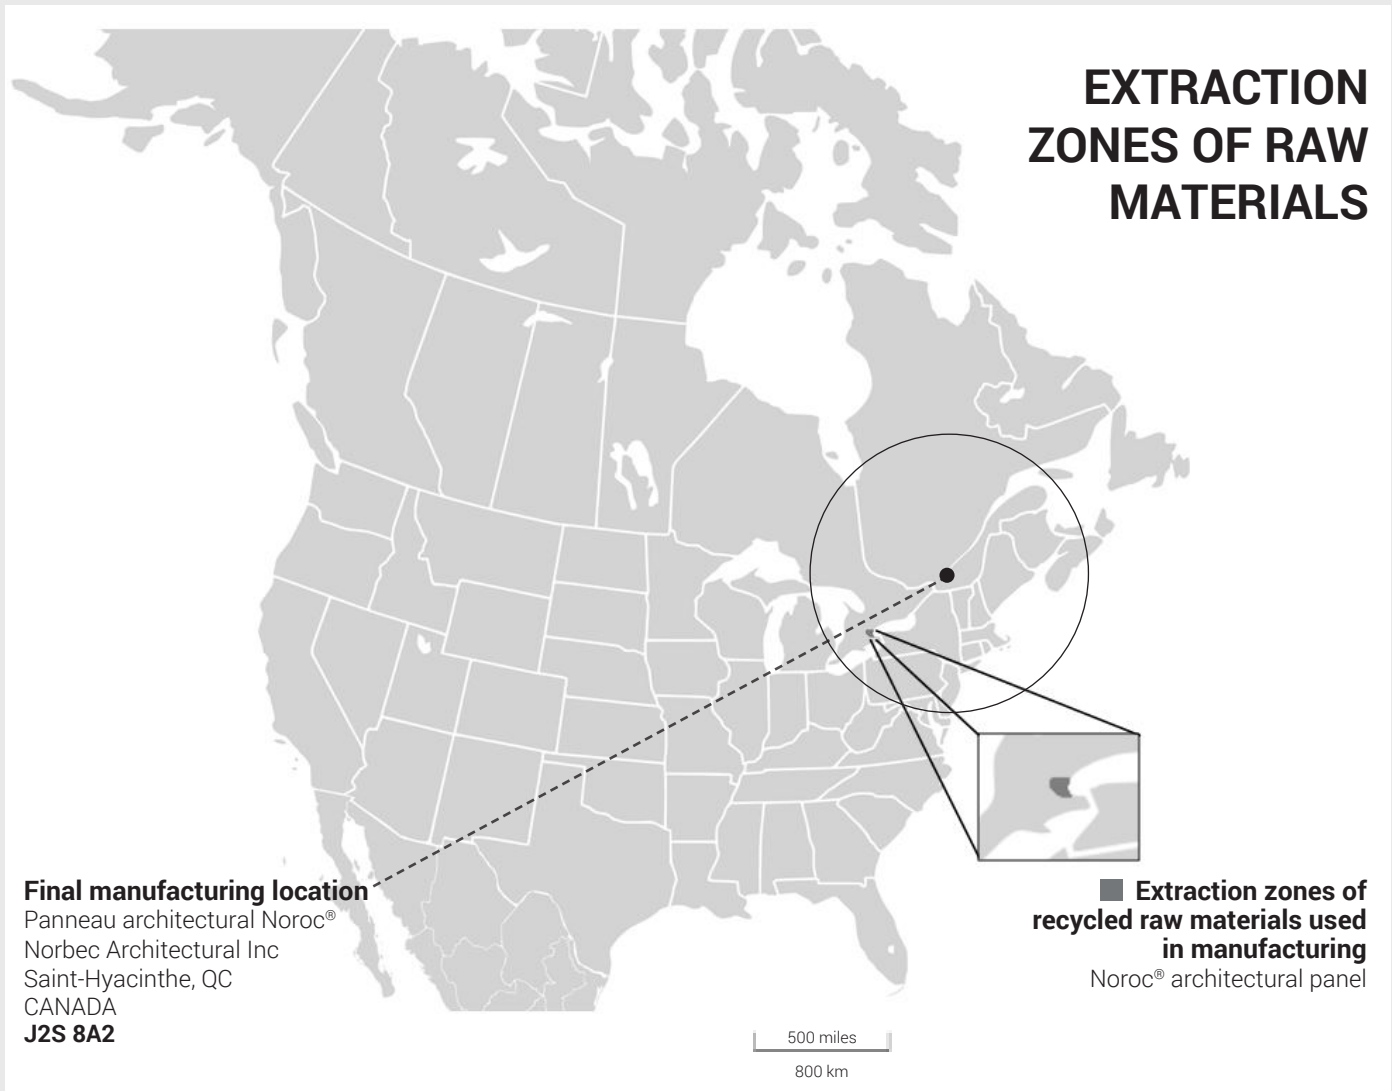 EXTRACTION
ZONES OF RAW
MATERIALS
Final manufacturing location
Panneau architectural Noroc®
Norbec Architectural Inc
Saint-Hyacinthe, QC
CANADA
J2S 8A2
Extraction zones of
recycled raw materials used
in manufacturing
Noroc® architectural panel
500 miles
800 km